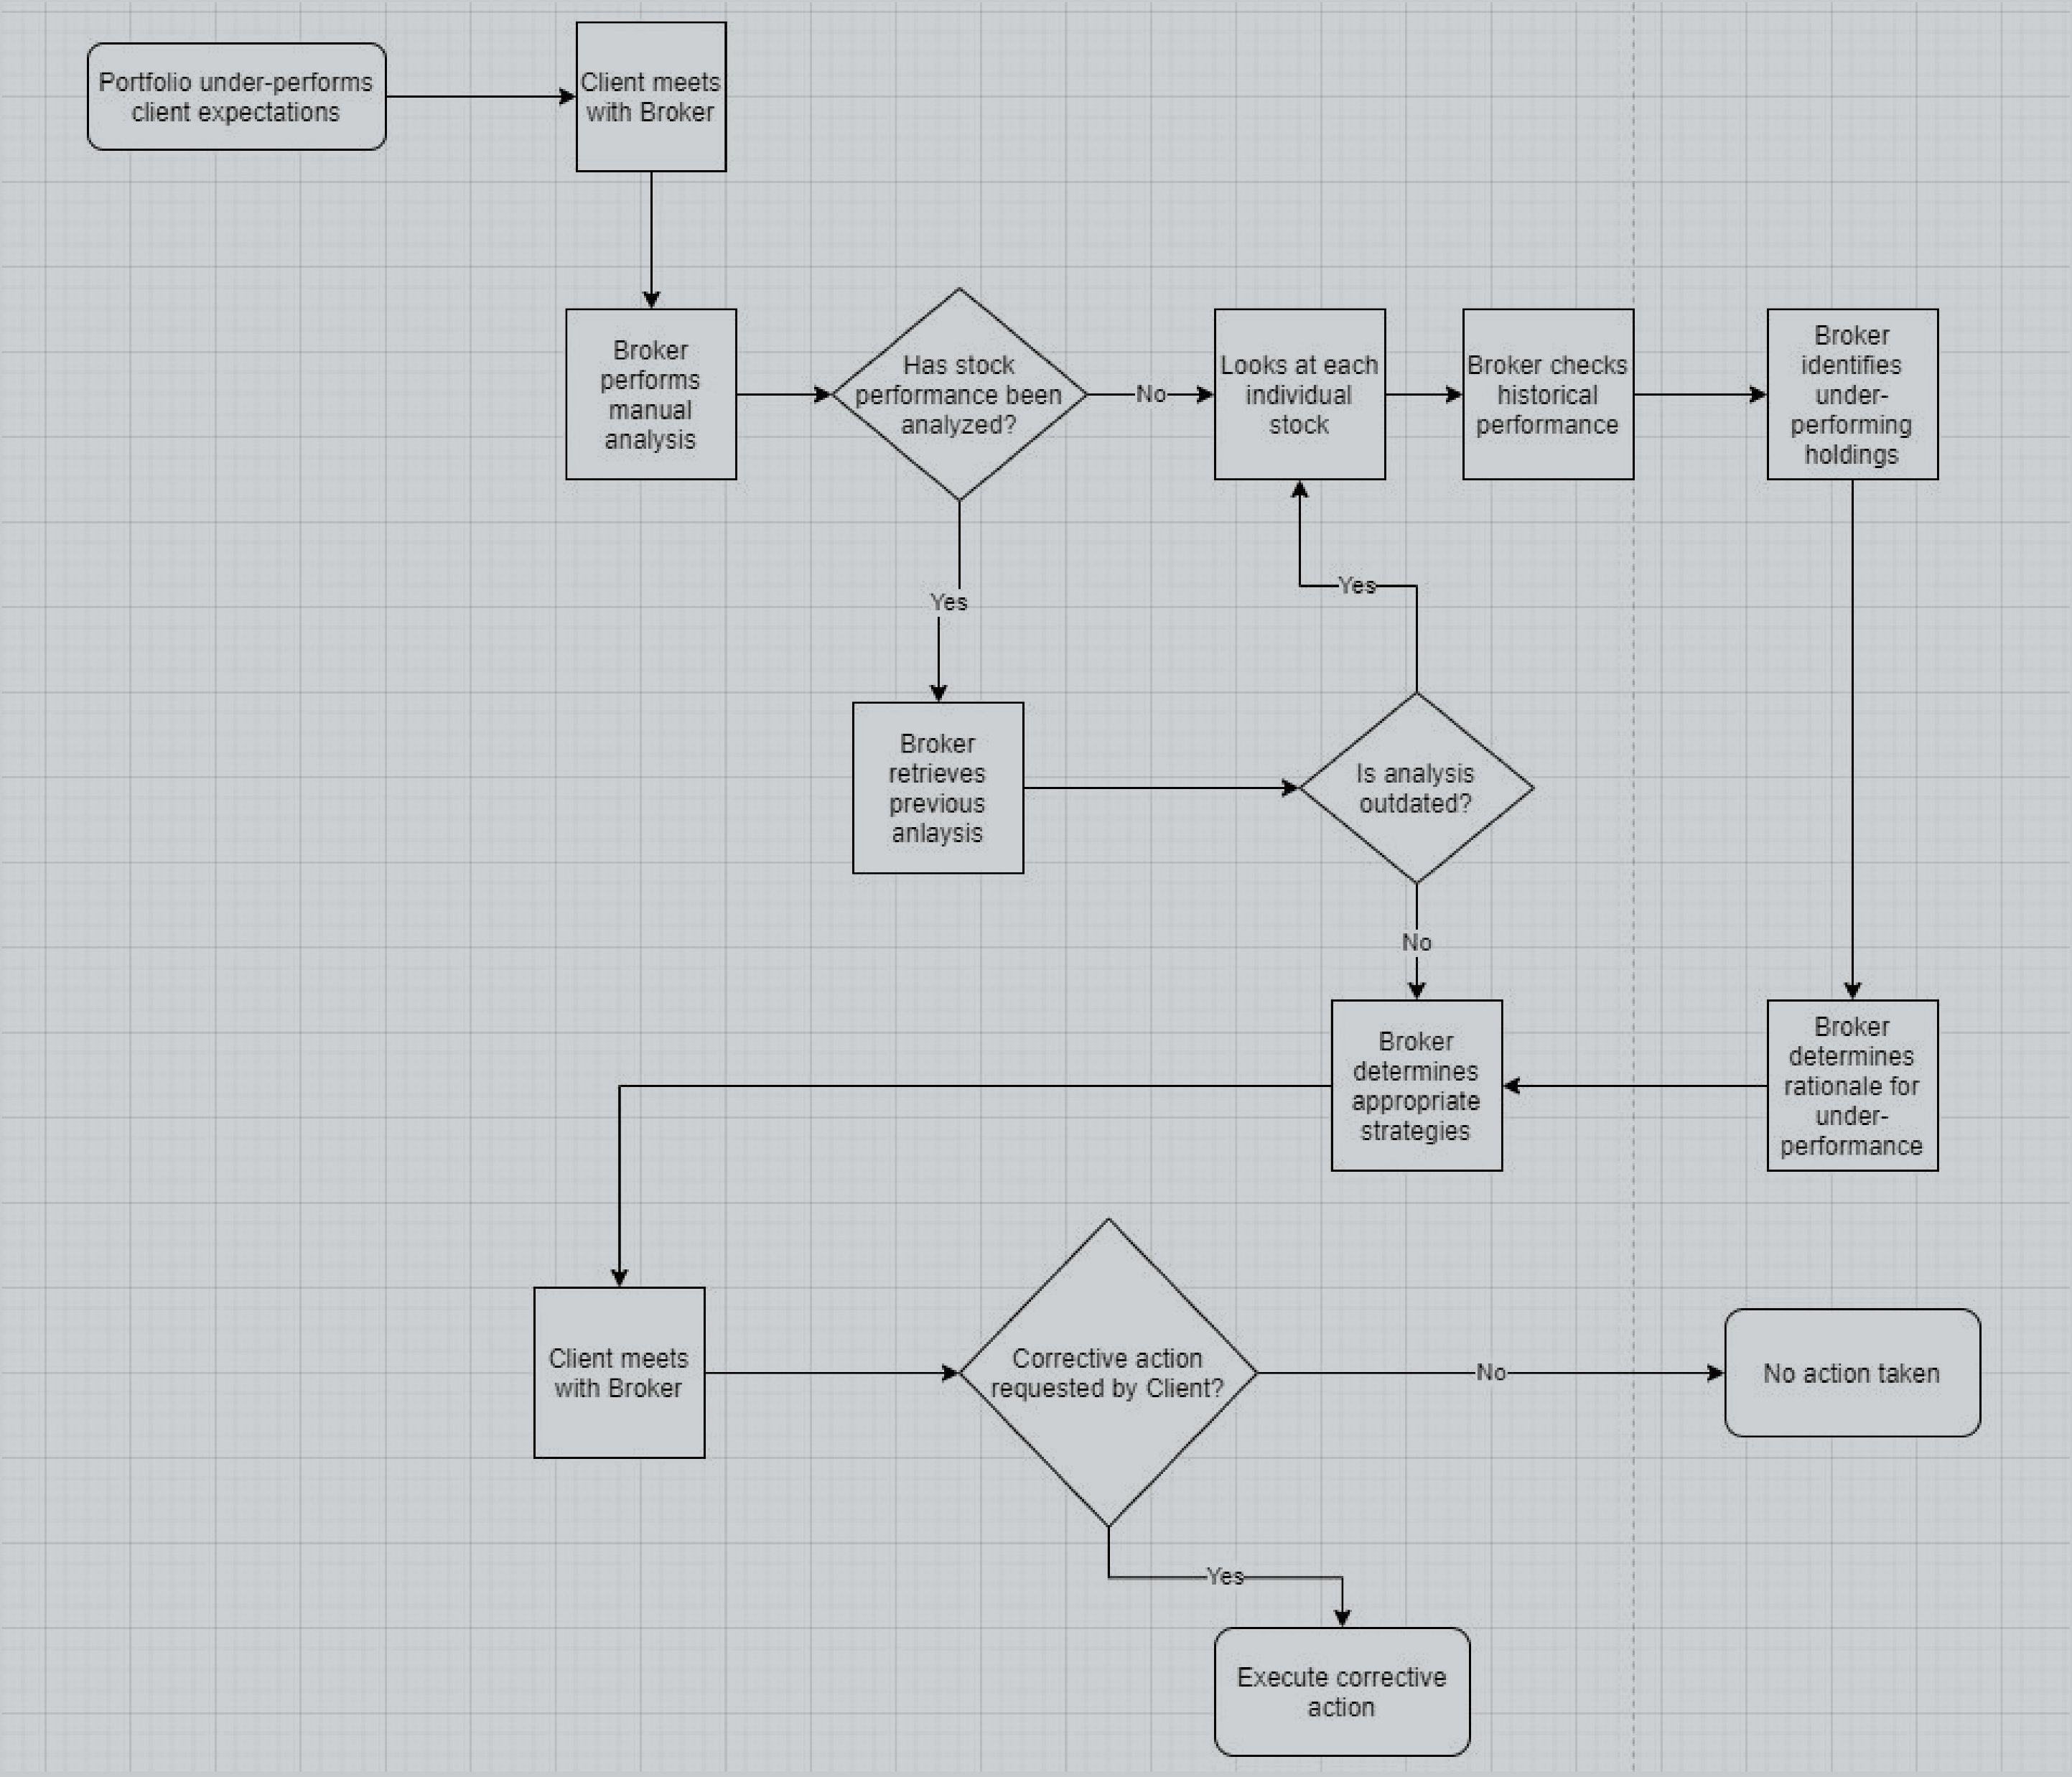 Portfolio under-performs
client expectations
Client meets
with Broker
Broker
performs
manual
analysis
Has stock
performance been
analyzed?
No
Looks at each
individual
stock
Broker checks
historical
performance
Broker
identifies
under-
performing
holdings
Yes
Yes
Broker
retrieves
previous
anlaysis
Is analysis
outdated?
No
Broker
determines
appropriate
strategies
Broker
determines
rationale for
under-
performance
Client meets
with Broker
Corrective action
requested by Client?
No
No action taken
Yes
Execute corrective
action